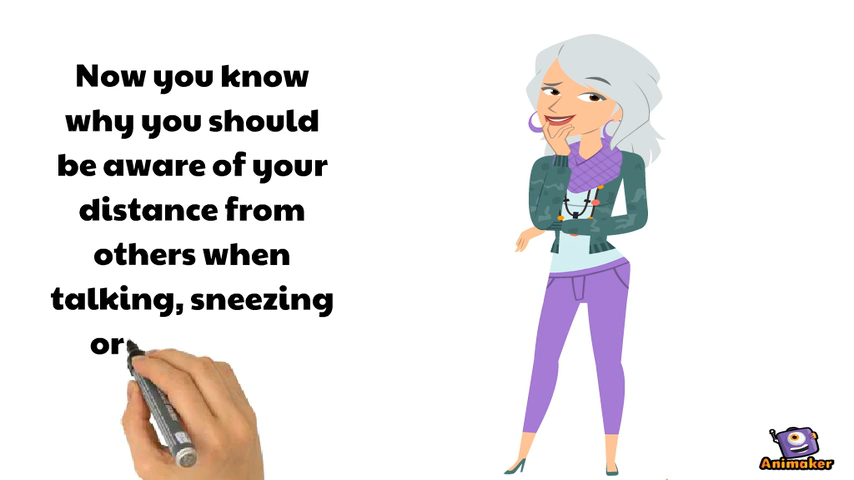 Now you know
why you should
be aware of your
distance from
others when
talking, sneezing
or
Animaker